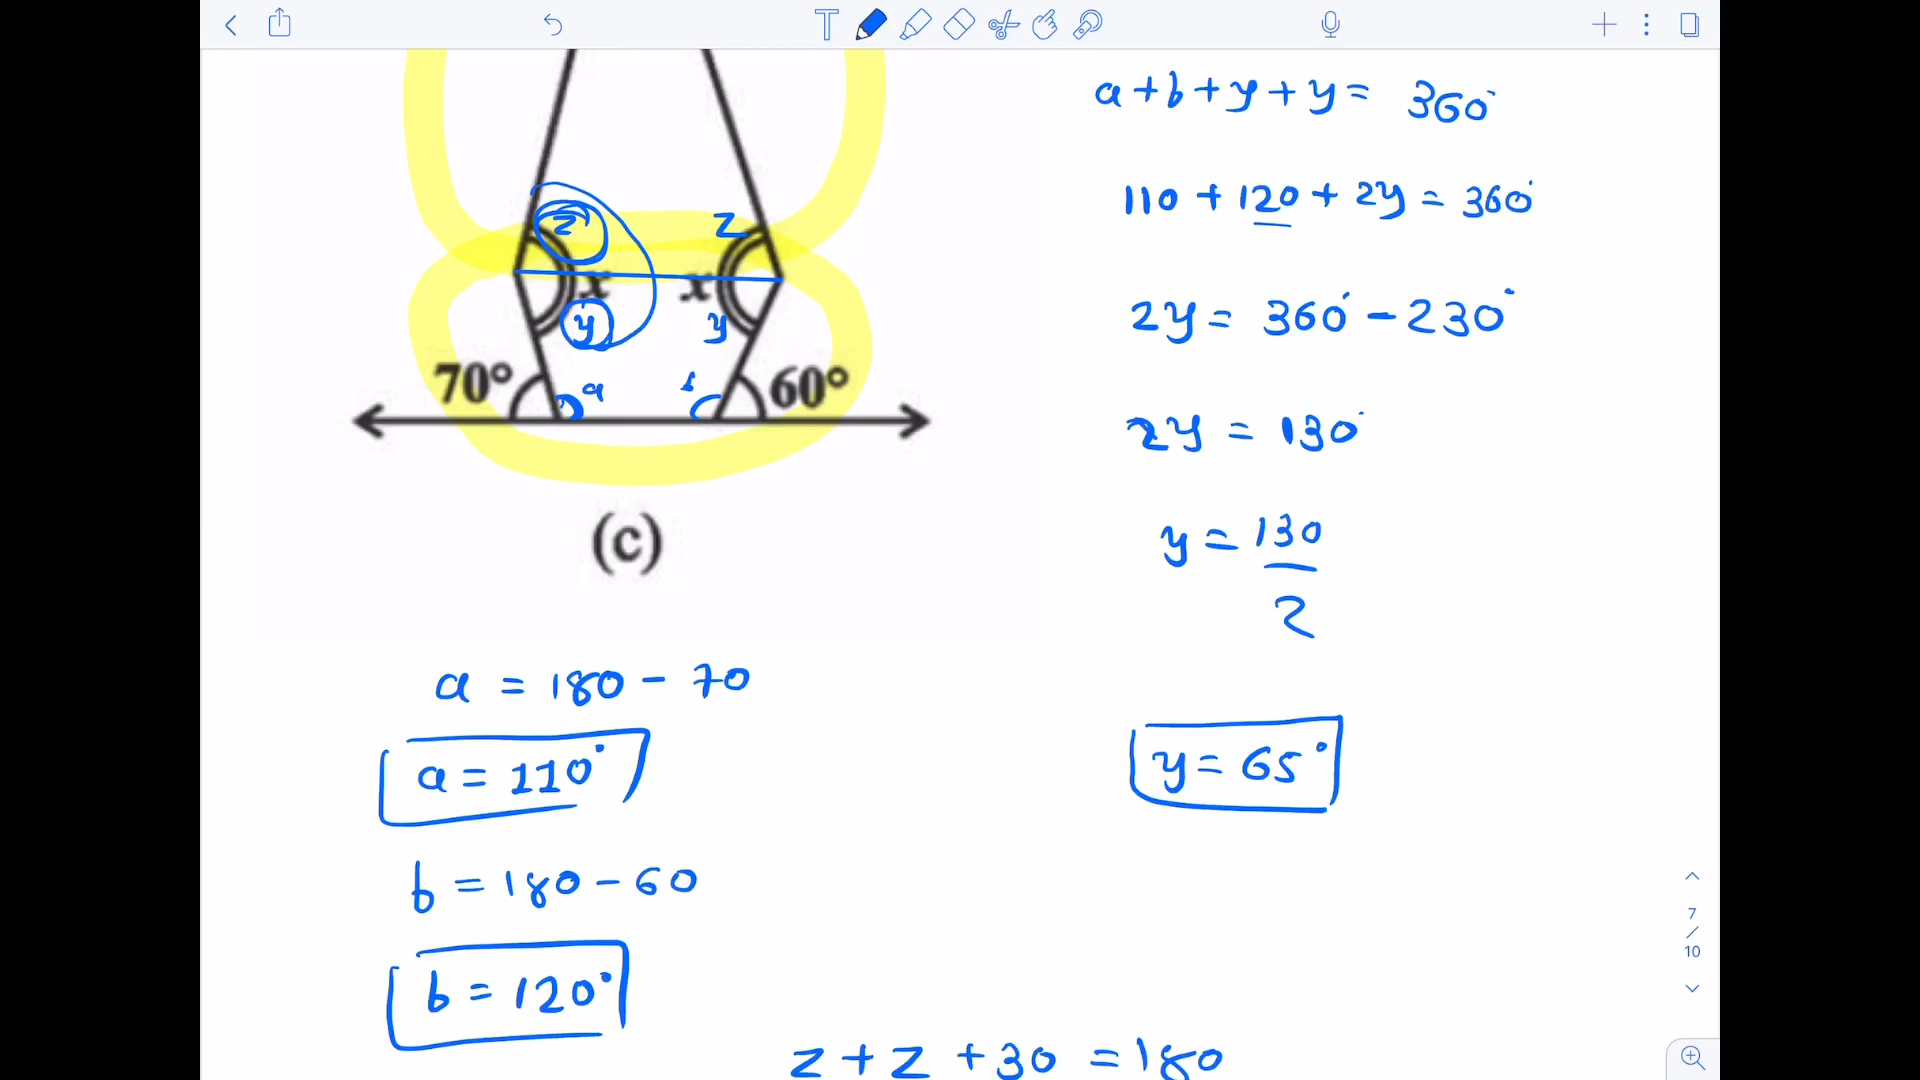 T
a + b + y + y = 360°
z z
110 + 120 + 2y = 360°
x x
y y
2y = 360° - 230°
70° a b 60°
2y = 130°
(c)
y = 130
2
a = 180 - 70
a = 110°
y = 65°
b = 180 - 60
7
/
10
b = 120°
z + z + 30 = 180